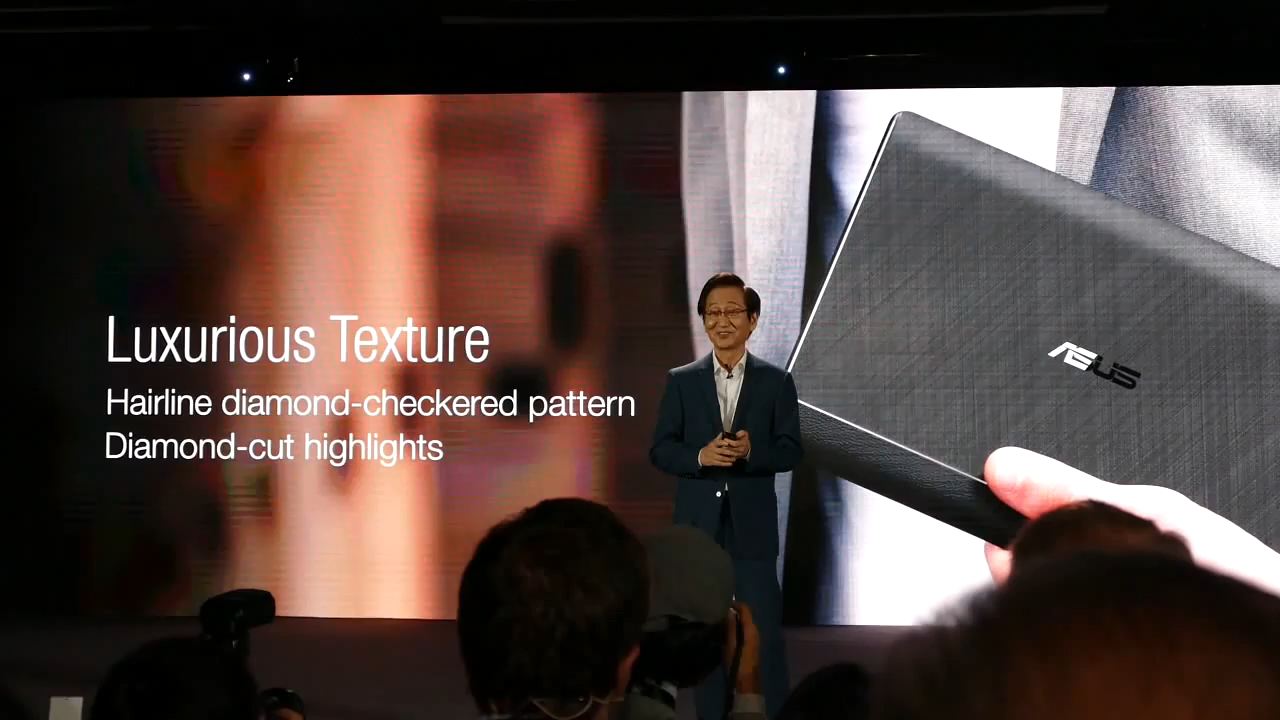 Luxurious Texture
Hairline diamond-checkered pattern
Diamond-cut highlights
ASUS